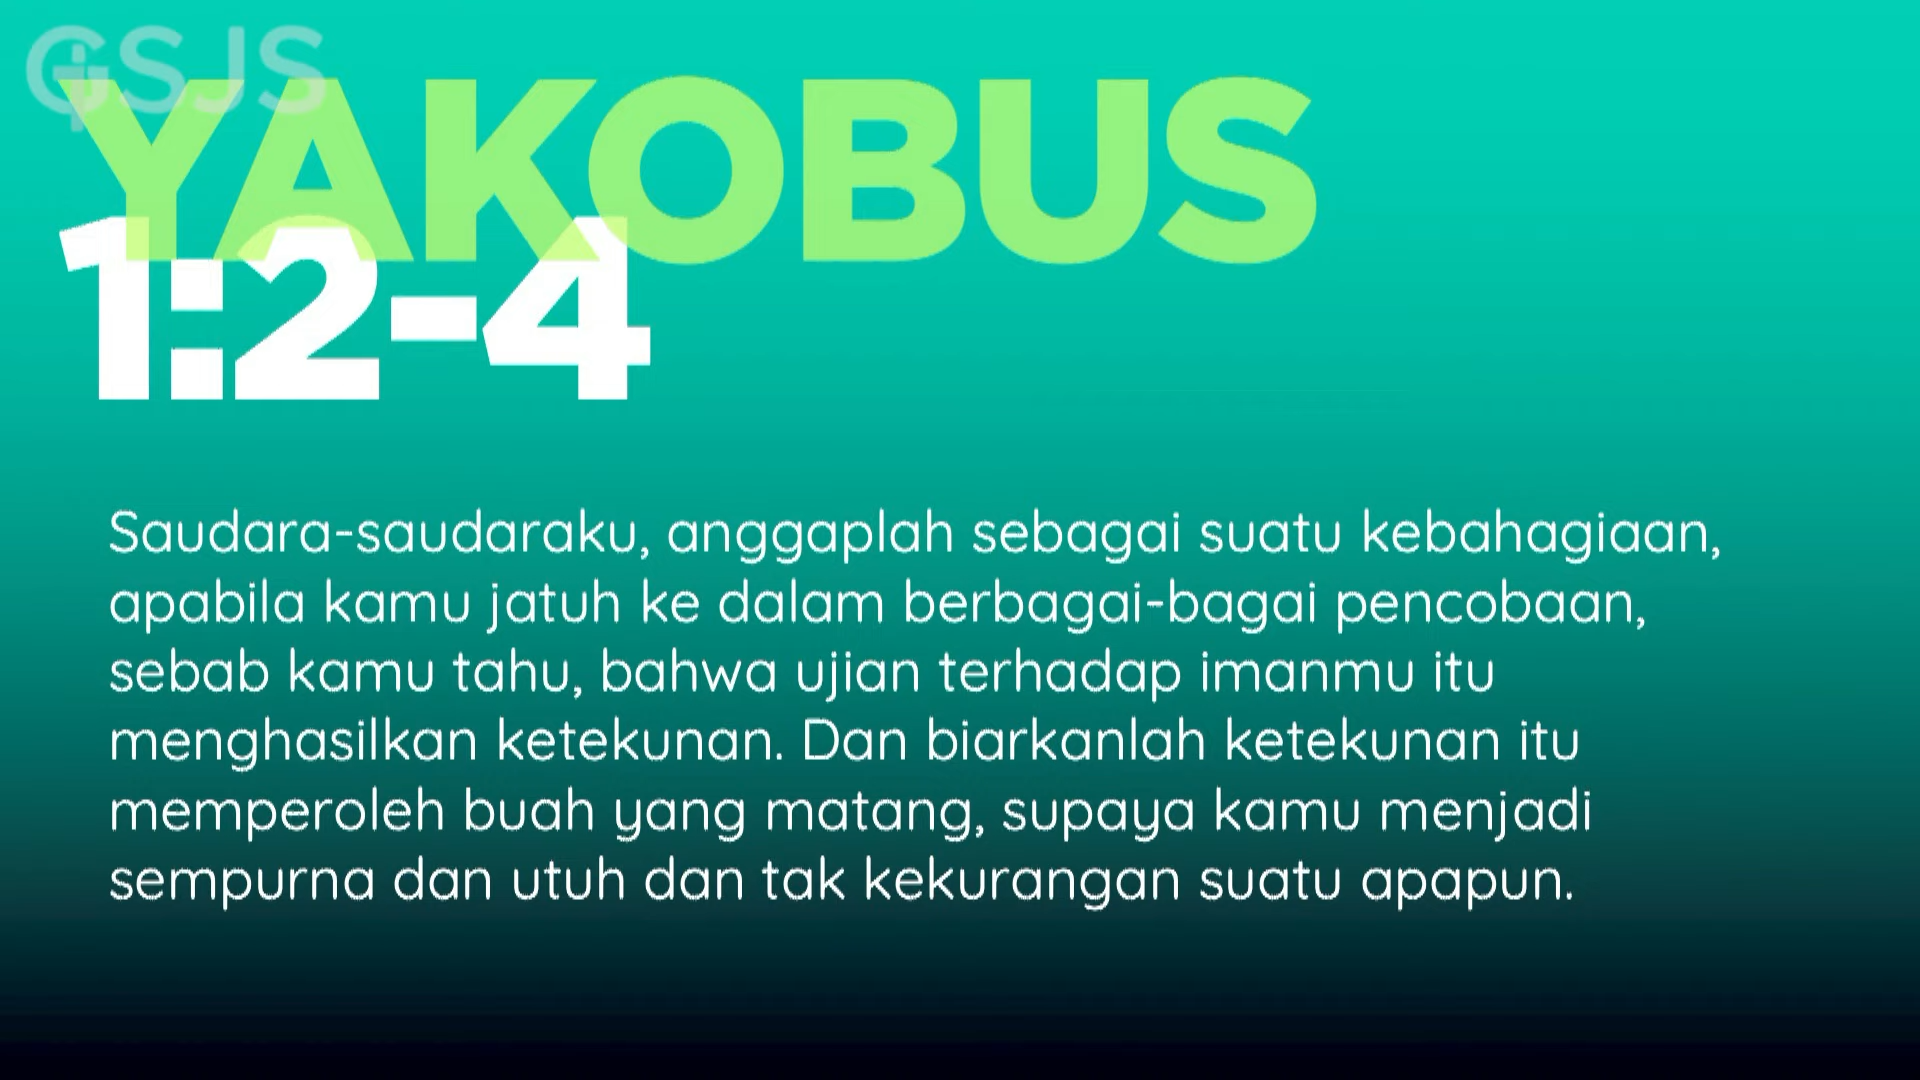 GSJS
YAKOBUS
1:2-4
Saudara-saudaraku, anggaplah sebagai suatu kebahagiaan,
apabila kamu jatuh ke dalam berbagai-bagai pencobaan,
sebab kamu tahu, bahwa ujian terhadap imanmu itu
menghasilkan ketekunan. Dan biarkanlah ketekunan itu
memperoleh buah yang matang, supaya kamu menjadi
sempurna dan utuh dan tak kekurangan suatu apapun.